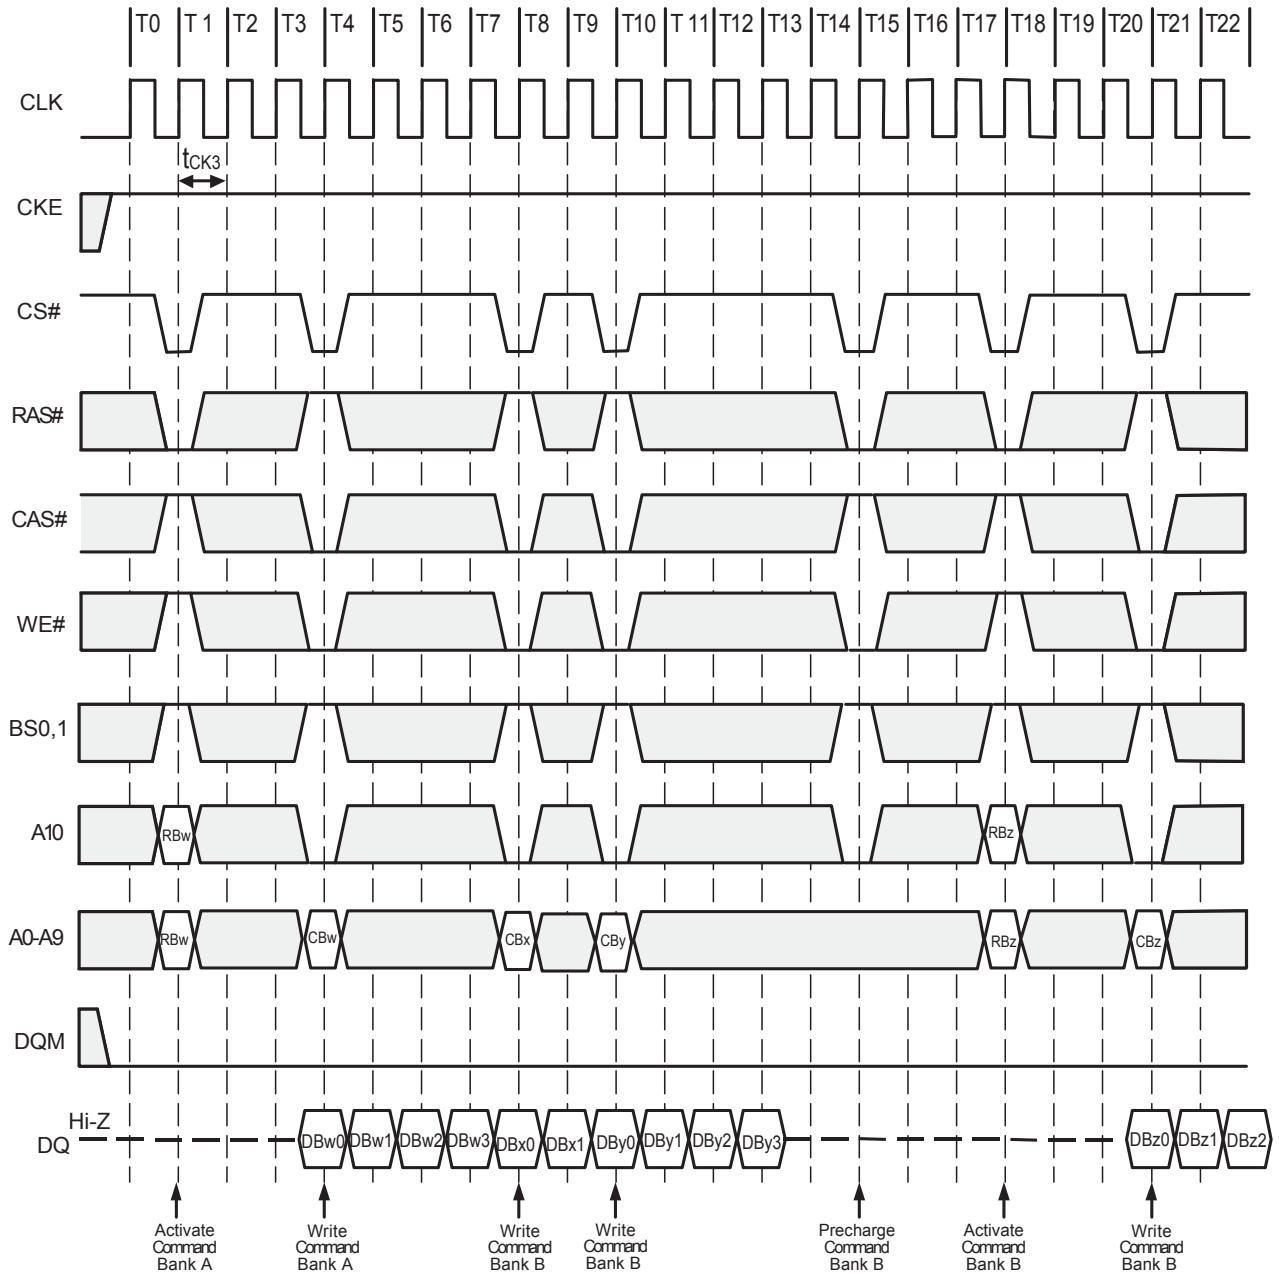 T0 T 1 T2 T3 T4 T5 T6 T7 T8 T9 T10 T 11 T12 T13 T14 T15 T16 T17 T18 T19 T20 T21 T22
CLK
tCK3
CKE
CS#
RAS#
CAS#
WE#
BS0,1
A10
RBw RBz
A0-A9
RBw CBw CBx CBy RBz CBz
DQM
Hi-Z
DQ
DBw0 DBw1 DBw2 DBw3 DBx0 DBx1 DBy0 DBy1 DBy2 DBy3 DBz0 DBz1 DBz2
Activate
Command
Bank A
Write
Command
Bank A
Write
Command
Bank B
Write
Command
Bank B
Precharge
Command
Bank B
Activate
Command
Bank B
Write
Command
Bank B